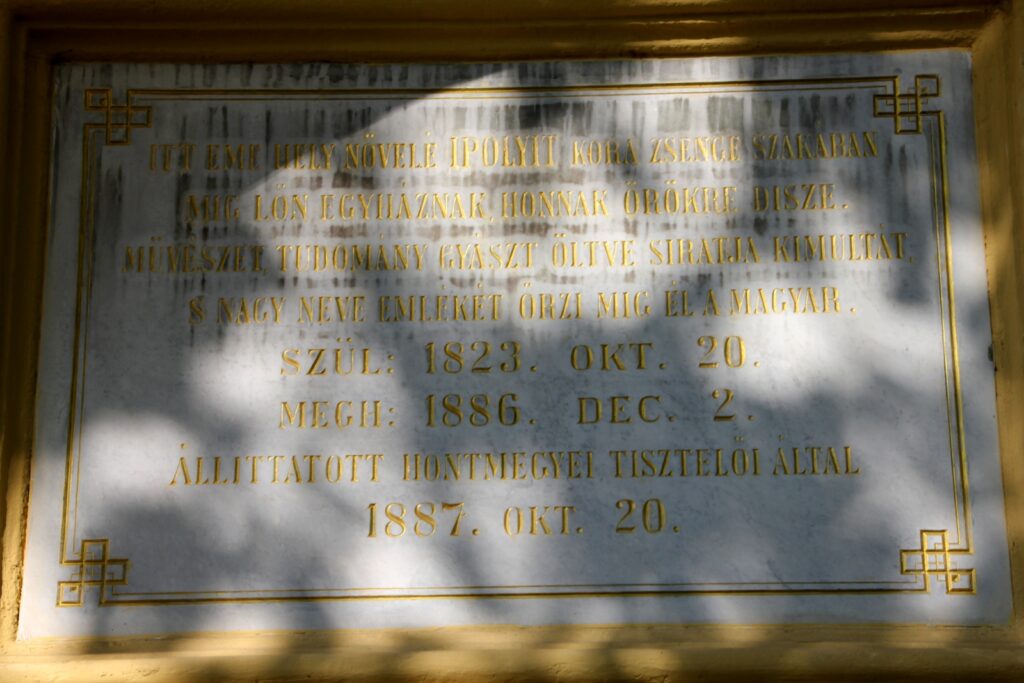 ITT EME HELY NÖVELÉ IPOLYIT, KORA ZSENGE SZAKÁBAN
MIG LŐN EGYHÁZNAK, HONNAK ÖRÖKRE DISZE.
MŰVÉSZET, TUDOMÁNY GYÁSZT ÖLTVE SIRATJA KIMULTÁT,
S NAGY NEVE EMLÉKÉT ŐRZI MIG ÉL A MAGYAR.
SZÜL: 1823. OKT. 20.
MEGH: 1886. DEC. 2.
ÁLLITTATOTT HONTMEGYEI TISZTELŐI ÁLTAL
1887. OKT. 20.